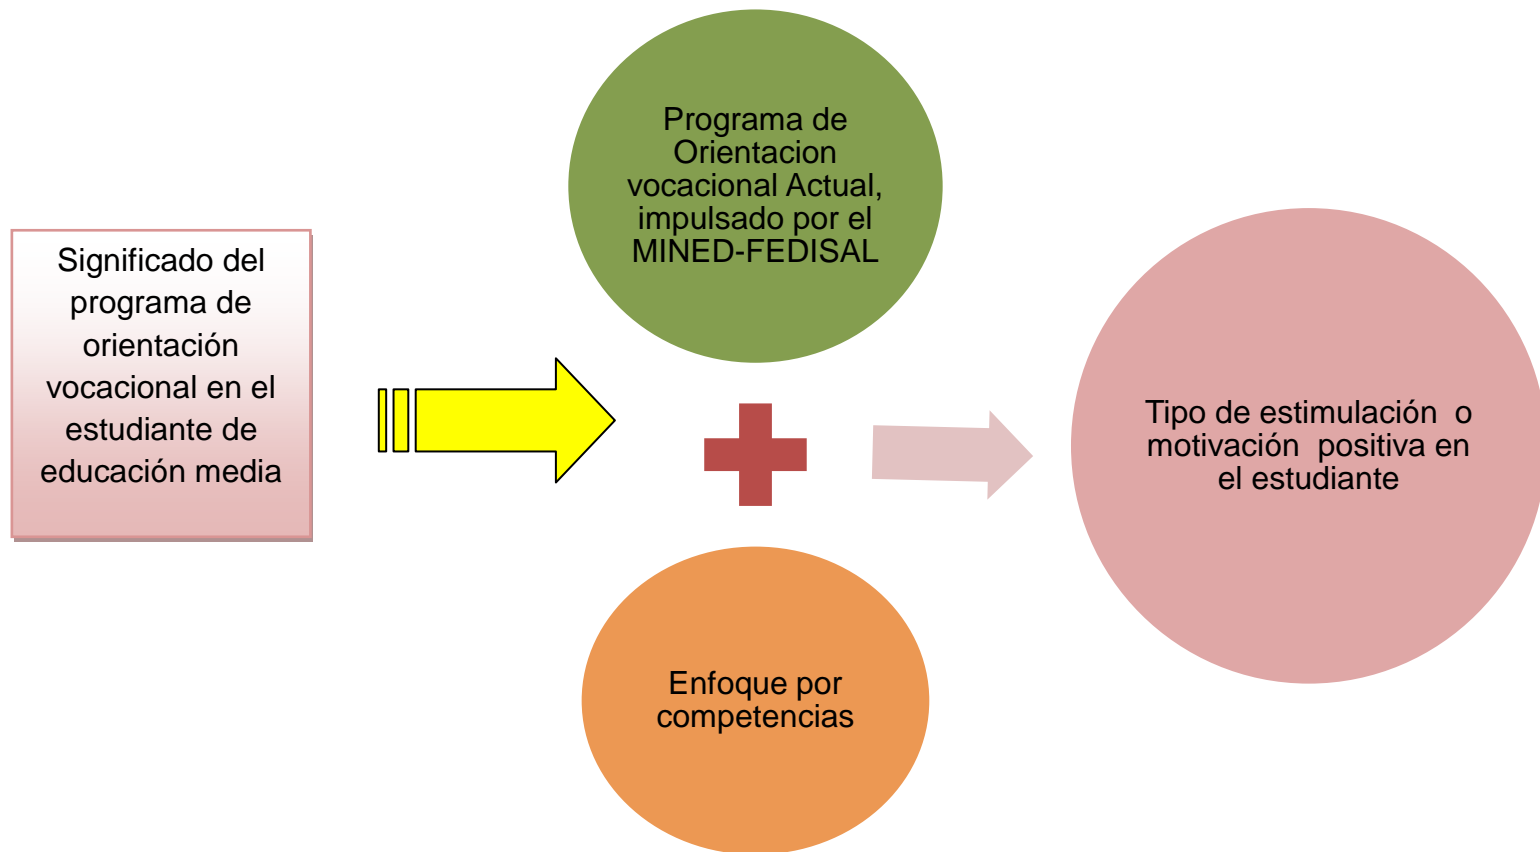 Significado del
programa de
orientación
vocacional en el
estudiante de
educación media
Programa de
Orientacion
vocacional Actual,
impulsado por el
MINED-FEDISAL
Enfoque por
competencias
Tipo de estimulación  o
motivación  positiva en
el estudiante